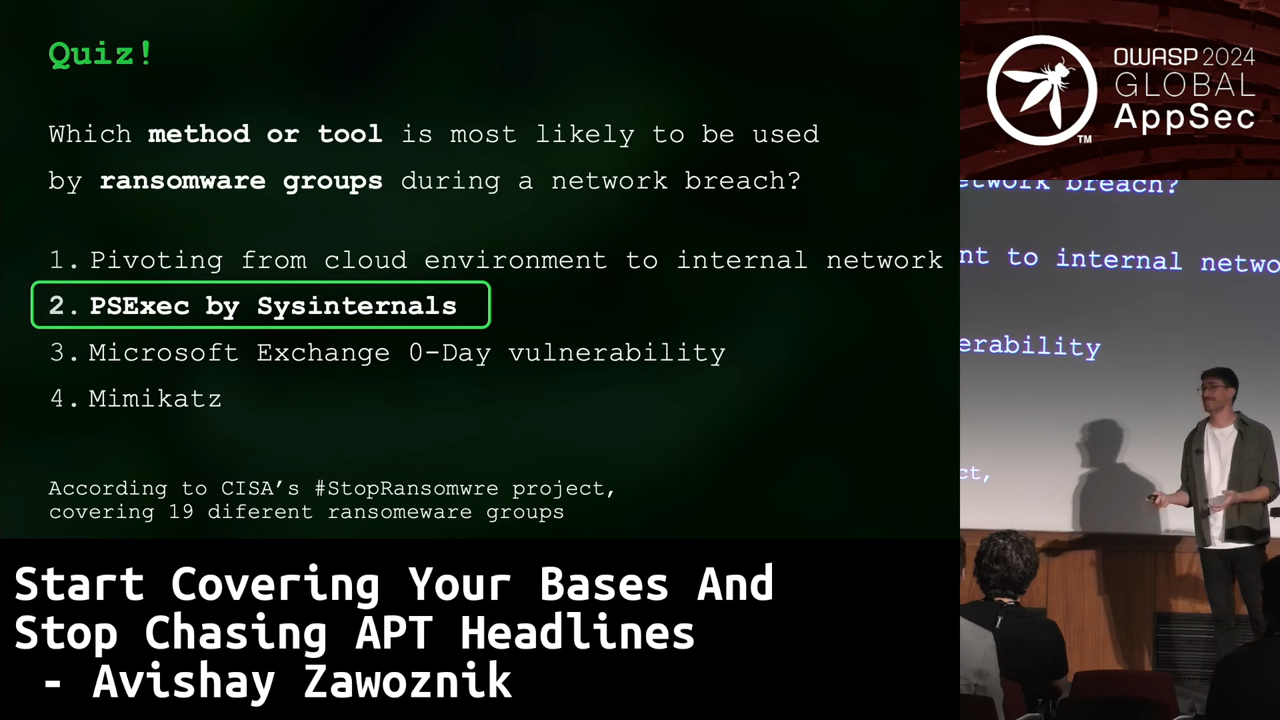 Quiz!
Which method or tool is most likely to be used
by ransomware groups during a network breach?
1. Pivoting from cloud environment to internal network
2. PSExec by Sysinternals
3. Microsoft Exchange 0-Day vulnerability
4. Mimikatz
According to CISA’s #StopRansomwre project,
covering 19 diferent ransomeware groups
OWASP 2024
GLOBAL
AppSec
TM
etwork breach?
nt to internal netwo
erability
ct,
Start Covering Your Bases And
Stop Chasing APT Headlines
- Avishay Zawoznik